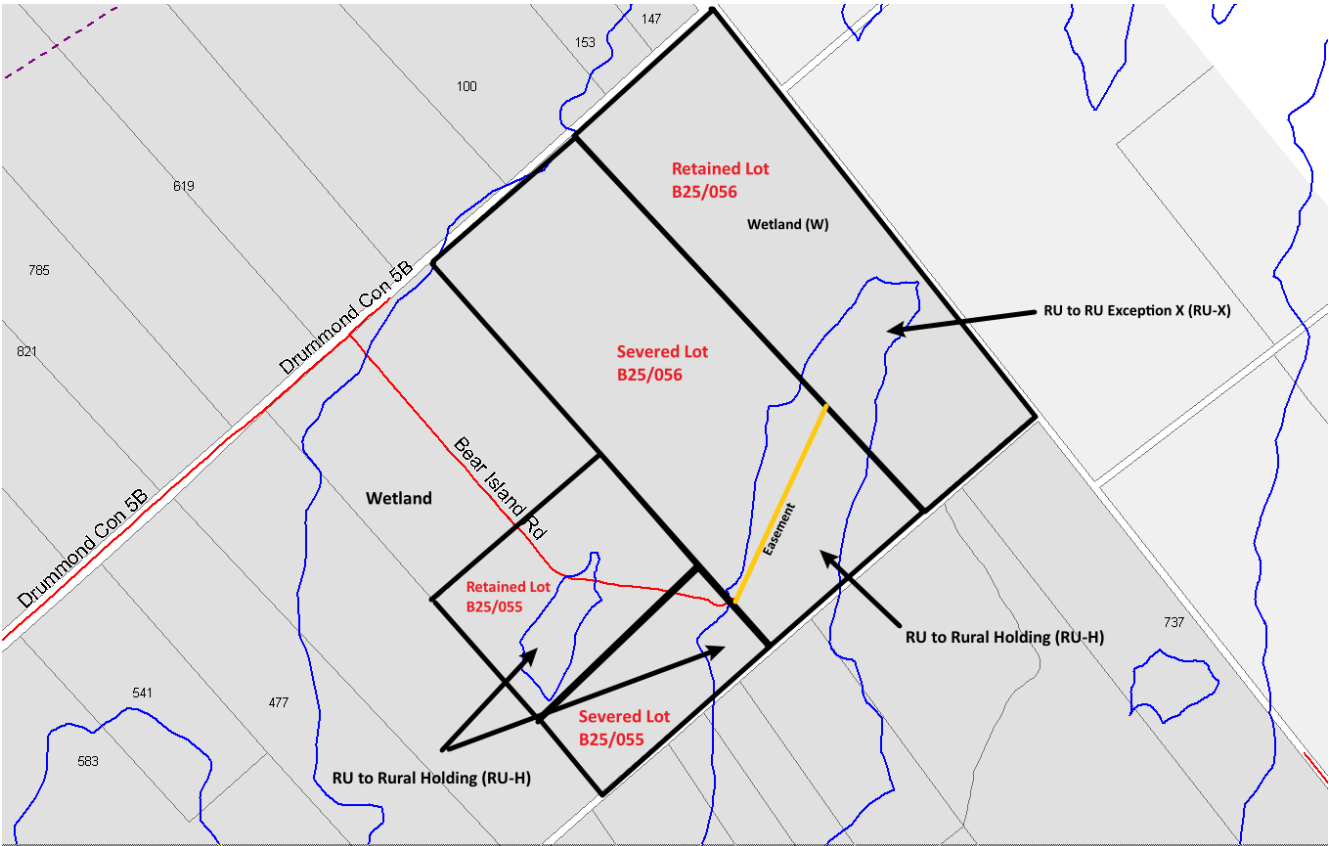 147
153
100
619
785
821
Retained Lot
B25/056
Wetland (W)
RU to RU Exception X (RU-X)
Drummond Con 5B
Severed Lot
B25/056
Bear Island Rd
Wetland
Easement
Drummond Con 5B
Retained Lot
B25/055
RU to Rural Holding (RU-H)
737
541
477
583
Severed Lot
B25/055
RU to Rural Holding (RU-H)